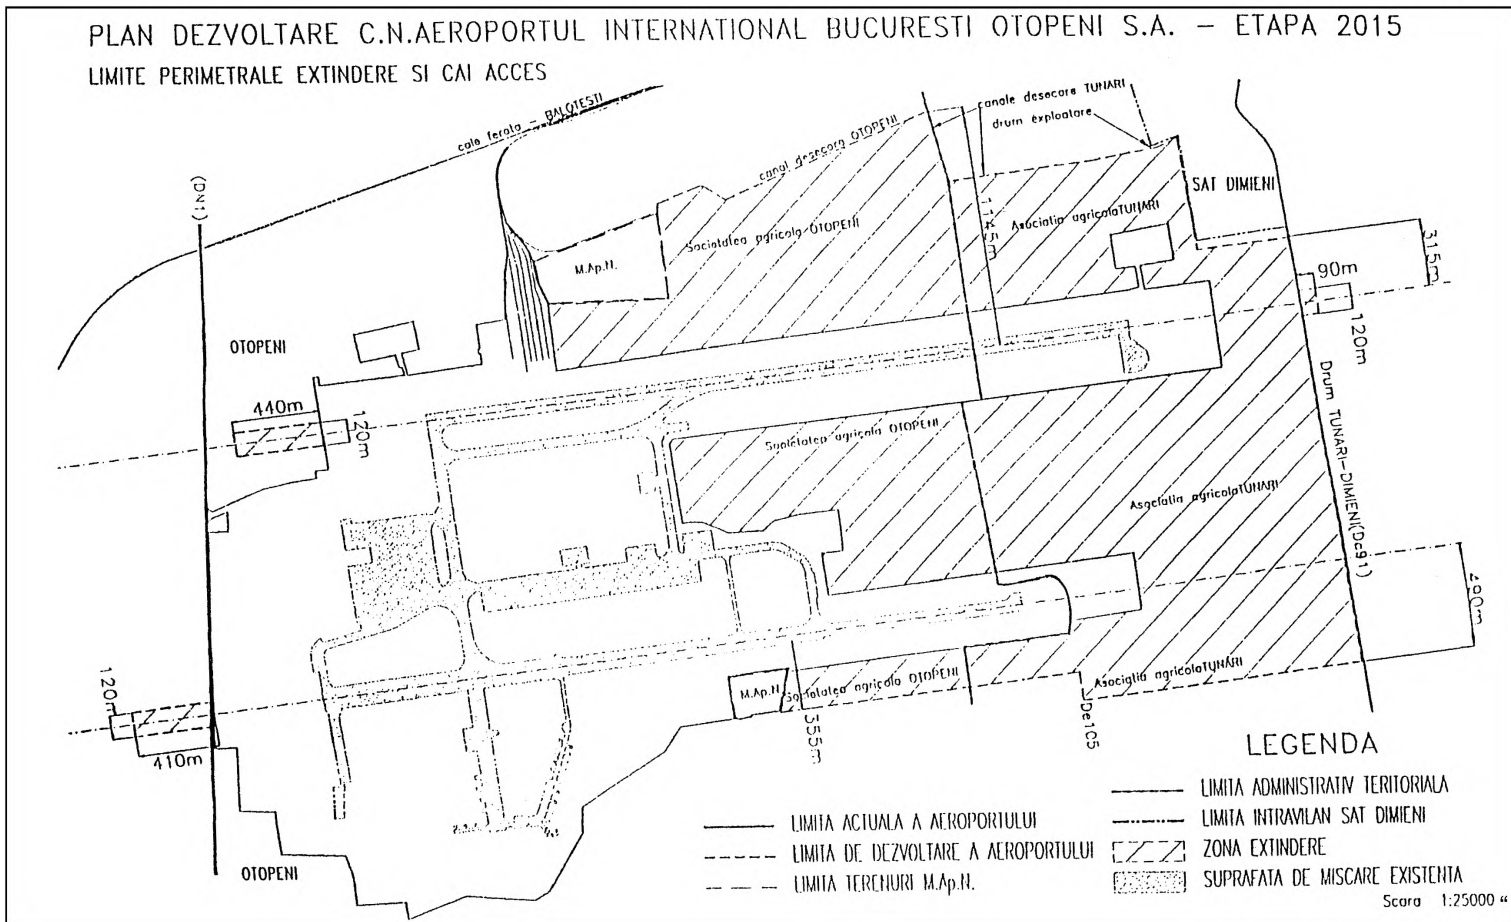 PLAN DEZVOLTARE C.N.AEROPORTUL INTERNATIONAL BUCURESTI OTOPENI S.A. – ETAPA 2015
LIMITE PERIMETRALE EXTINDERE SI CAI ACCES
cale ferata – BALOTESTI
canal desecare OTOPENI
canale desecare TUNARI
drum exploatare
(DN1)
SAT DIMIENI
Societatea agricola OTOPENI
Asociatia agricola TUNARI
1145m
M.Ap.N.
315m
90m
120m
OTOPENI
440m
120m
Societatea agricola OTOPENI
Drum TUNARI-DIMIENI(De91)
Asociatia agricola TUNARI
490m
M.Ap.N.
Societatea agricola OTOPENI
Asociatia agricola TUNARI
120m
410m
555m
De105
OTOPENI
LEGENDA
LIMITA ADMINISTRATIV TERITORIALA
LIMITA ACTUALA A AEROPORTULUI
LIMITA INTRAVILAN SAT DIMIENI
LIMITA DE DEZVOLTARE A AEROPORTULUI
ZONA EXTINDERE
LIMITA TERENURI M.Ap.N.
SUPRAFATA DE MISCARE EXISTENTA
Scara 1:25000